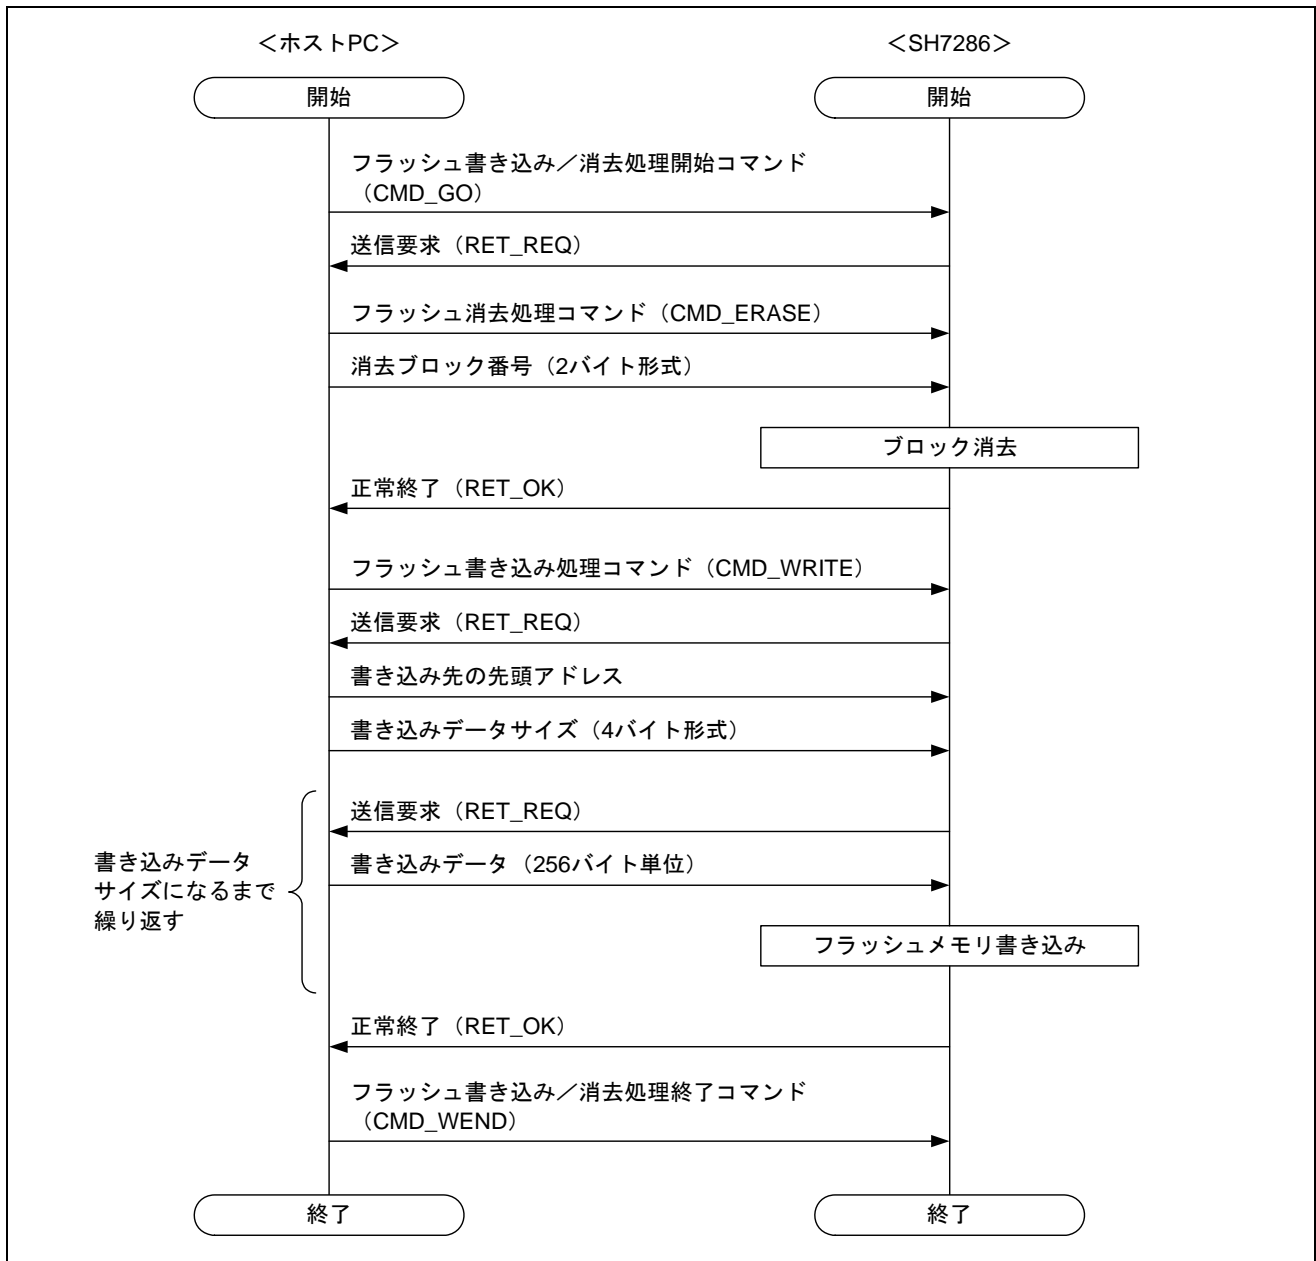 ＜ホストPC＞
＜SH7286＞
開始
開始
フラッシュ書き込み／消去処理開始コマンド
（CMD_GO）
送信要求（RET_REQ）
フラッシュ消去処理コマンド（CMD_ERASE）
消去ブロック番号（2バイト形式）
ブロック消去
正常終了（RET_OK）
フラッシュ書き込み処理コマンド（CMD_WRITE）
送信要求（RET_REQ）
書き込み先の先頭アドレス
書き込みデータサイズ（4バイト形式）
送信要求（RET_REQ）
書き込みデータ（256バイト単位）
書き込みデータ
サイズになるまで
繰り返す
フラッシュメモリ書き込み
正常終了（RET_OK）
フラッシュ書き込み／消去処理終了コマンド
（CMD_WEND）
終了
終了